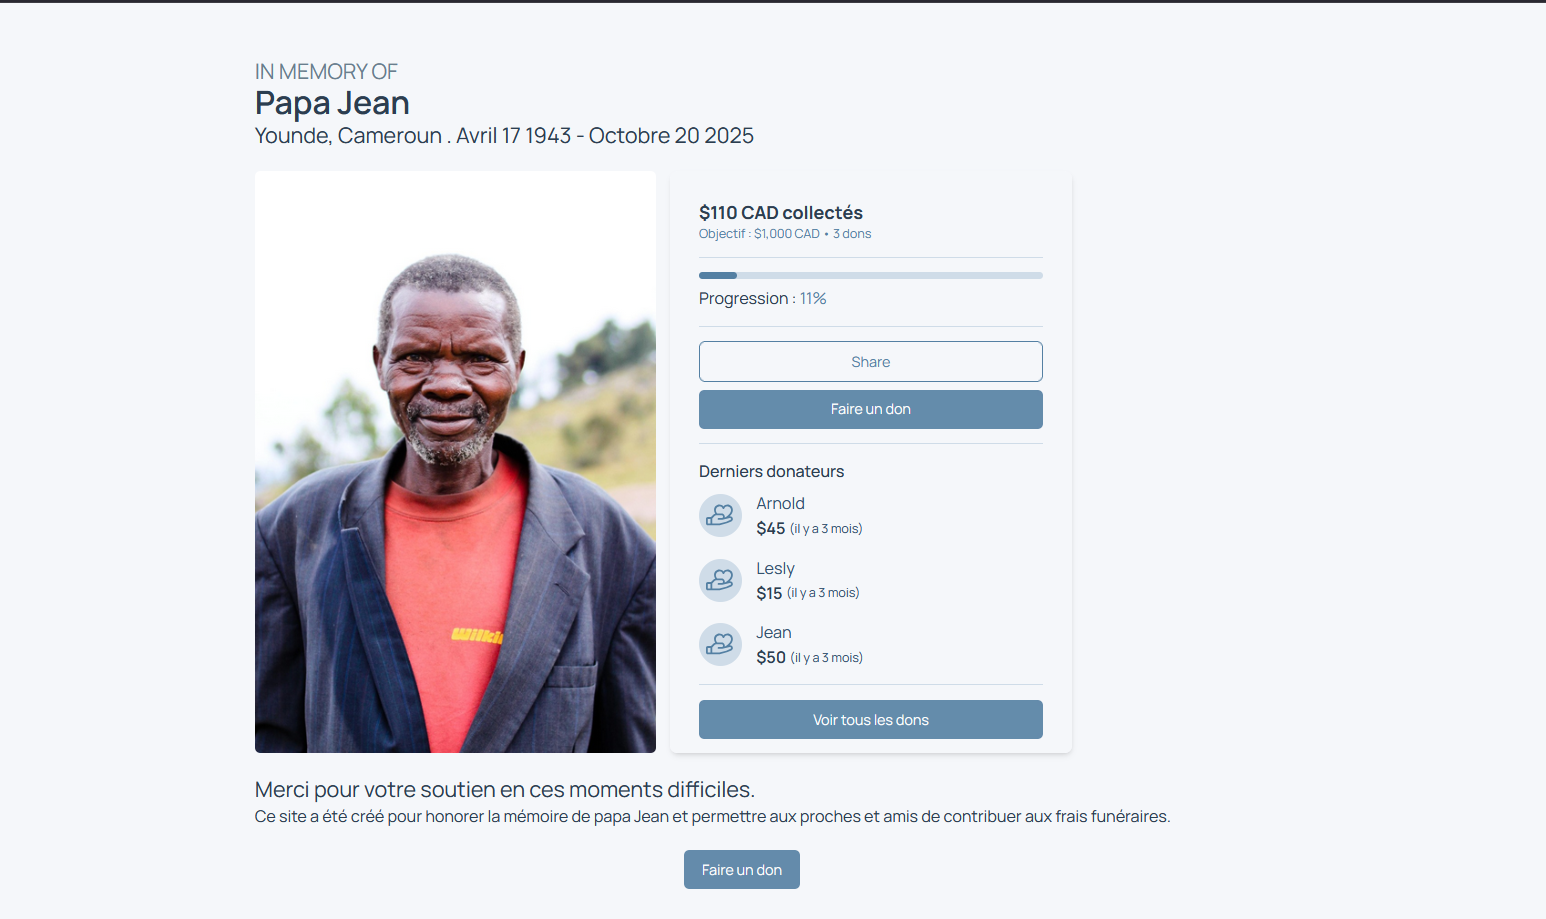 IN MEMORY OF
Papa Jean
Younde, Cameroun . Avril 17 1943 - Octobre 20 2025
$110 CAD collectés
Objectif : $1,000 CAD • 3 dons
Progression : 11%
Share
Faire un don
Derniers donateurs
Arnold
$45 (il y a 3 mois)
Lesly
$15 (il y a 3 mois)
Jean
$50 (il y a 3 mois)
Voir tous les dons
Merci pour votre soutien en ces moments difficiles.
Ce site a été créé pour honorer la mémoire de papa Jean et permettre aux proches et amis de contribuer aux frais funéraires.
Faire un don